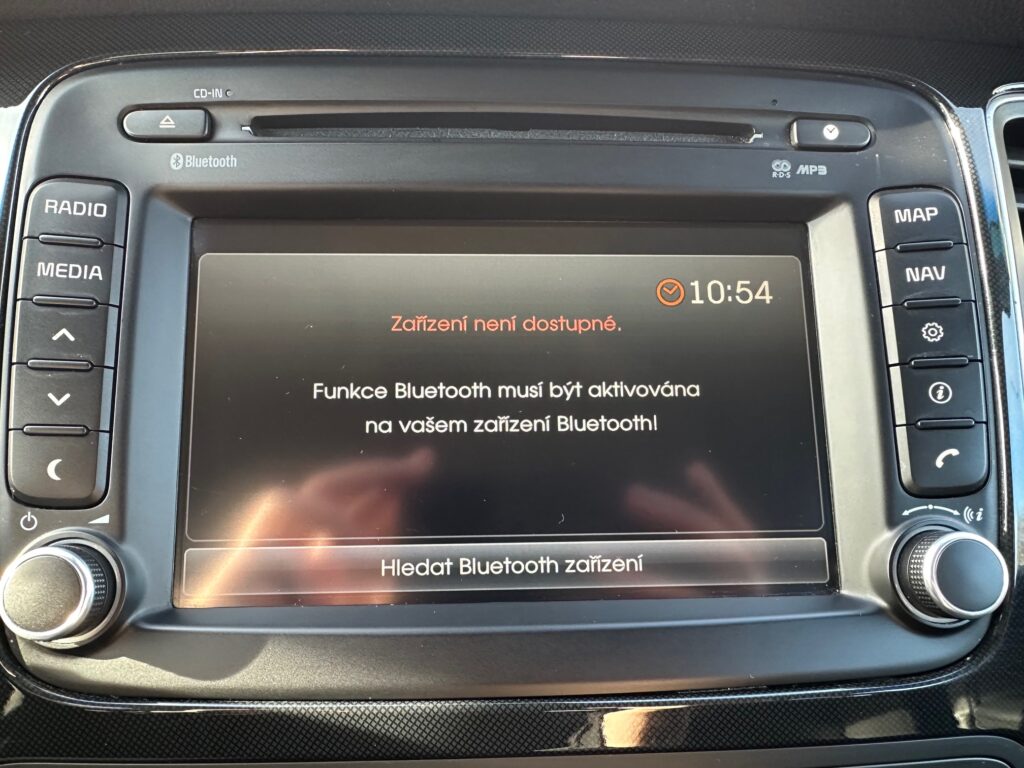 CD-IN
Bluetooth
R·D·S MP3
RADIO
MEDIA
MAP
NAV
10:54
Zařízení není dostupné.
Funkce Bluetooth musí být aktivována
na vašem zařízení Bluetooth!
Hledat Bluetooth zařízení